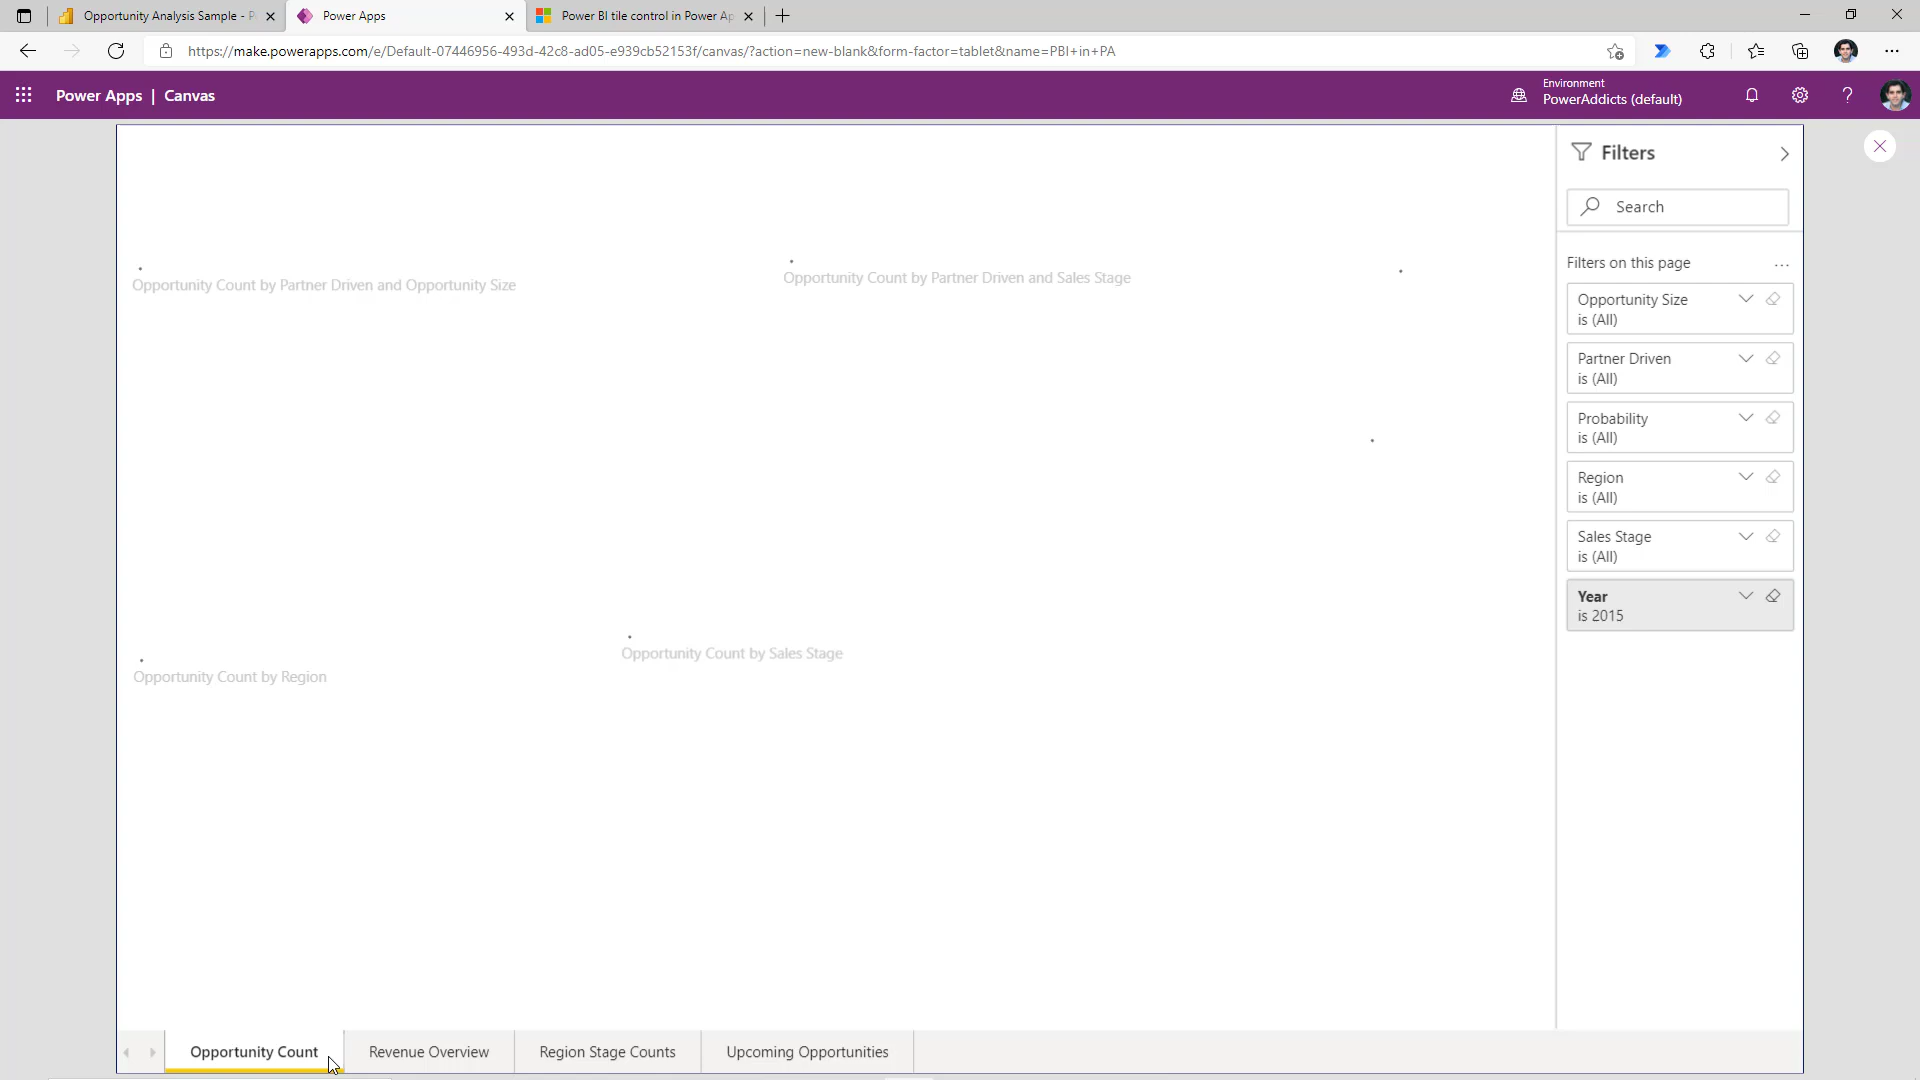 Opportunity Analysis Sample - P
Power Apps
Power BI tile control in Power Ap
https://make.powerapps.com/e/Default-07446956-493d-42c8-ad05-e939cb52153f/canvas/?action=new-blank&form-factor=tablet&name=PBI+in+PA
Power Apps | Canvas
Environment
PowerAddicts (default)
Filters
Search
Opportunity Count by Partner Driven and Opportunity Size
Opportunity Count by Partner Driven and Sales Stage
Filters on this page
Opportunity Size
is (All)
Partner Driven
is (All)
Probability
is (All)
Region
is (All)
Sales Stage
is (All)
Year
is 2015
Opportunity Count by Sales Stage
Opportunity Count by Region
Opportunity Count
Revenue Overview
Region Stage Counts
Upcoming Opportunities